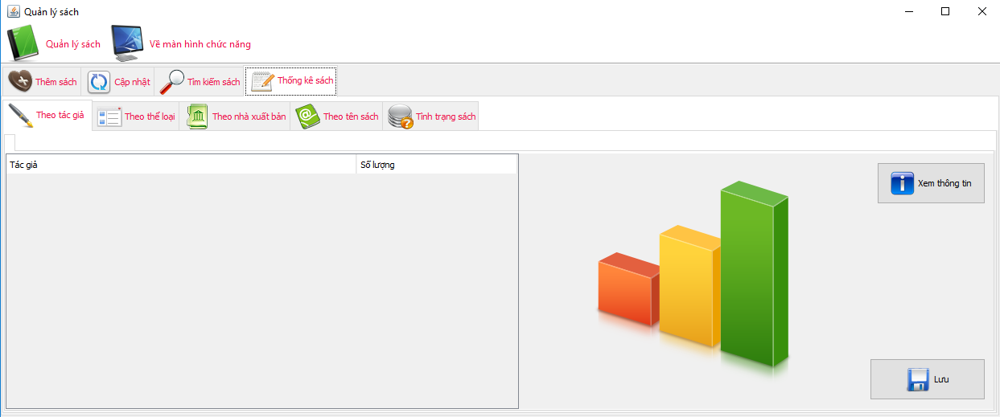 Quản lý sách
Quản lý sách Về màn hình chức năng
Thêm sách Cập nhật Tìm kiếm sách Thống kê sách
Theo tác giả Theo thể loại Theo nhà xuất bản Theo tên sách Tình trạng sách
Tác giả Số lượng
Xem thông tin
Lưu